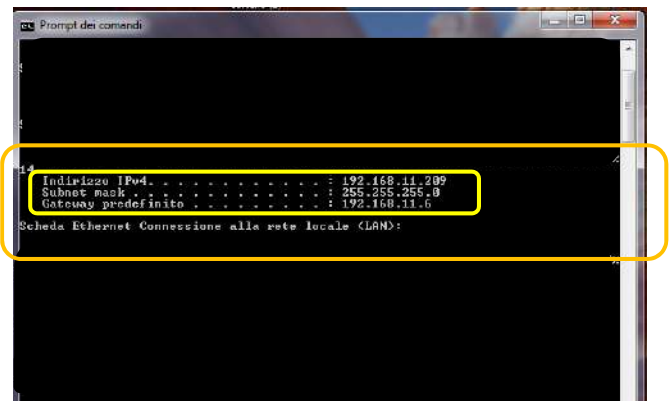 Prompt dei comandi
14
Indirizzo IPv4. . . . . . . . . . . . : 192.168.11.209
Subnet mask . . . . . . . . . . . . . : 255.255.255.0
Gateway predefinito . . . . . . . . . : 192.168.11.6
Scheda Ethernet Connessione alla rete locale (LAN):